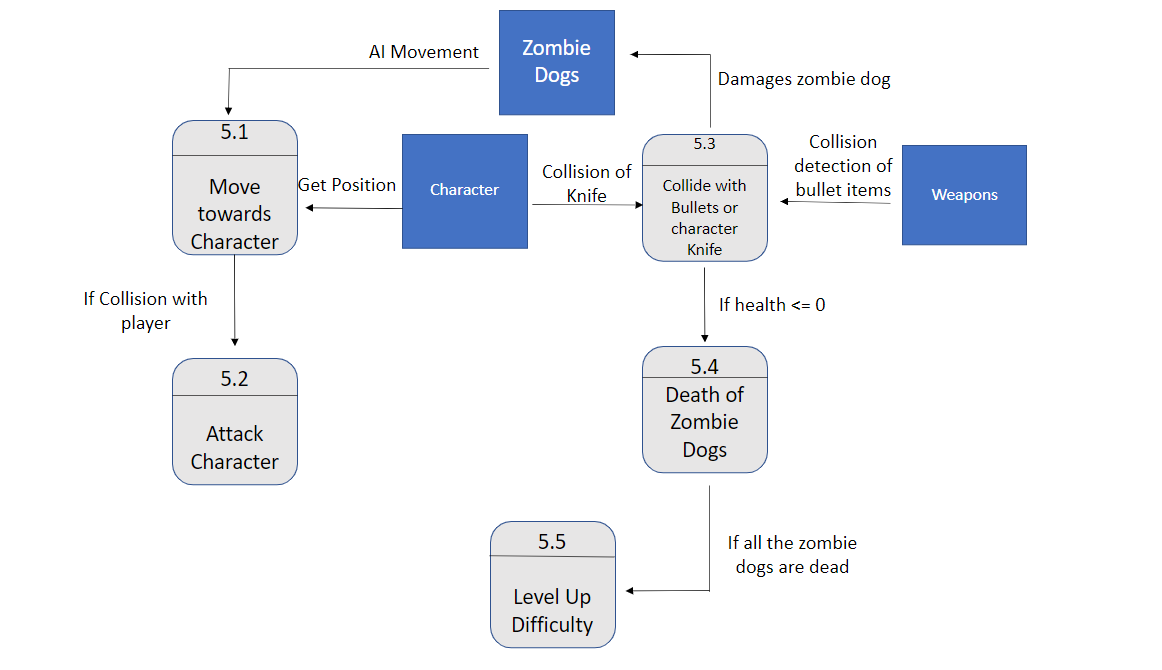 AI Movement
Zombie
Dogs
Damages zombie dog
5.1
Move
towards
Character
Get Position
Character
Collision of
Knife
5.3
Collide with
Bullets or
character
Knife
Collision
detection of
bullet items
Weapons
If Collision with
player
If health <= 0
5.2
Attack
Character
5.4
Death of
Zombie
Dogs
5.5
Level Up
Difficulty
If all the zombie
dogs are dead